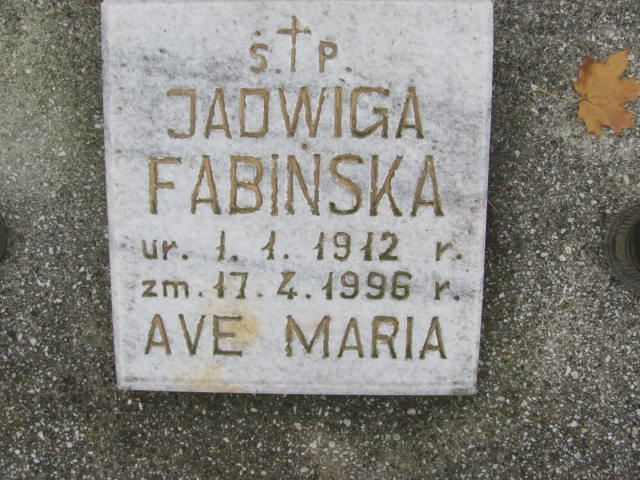 Ś. P.
JADWIGA
FABIŃSKA
ur. 1. 1. 1912 r.
zm. 17. 4. 1996 r.
AVE MARIA